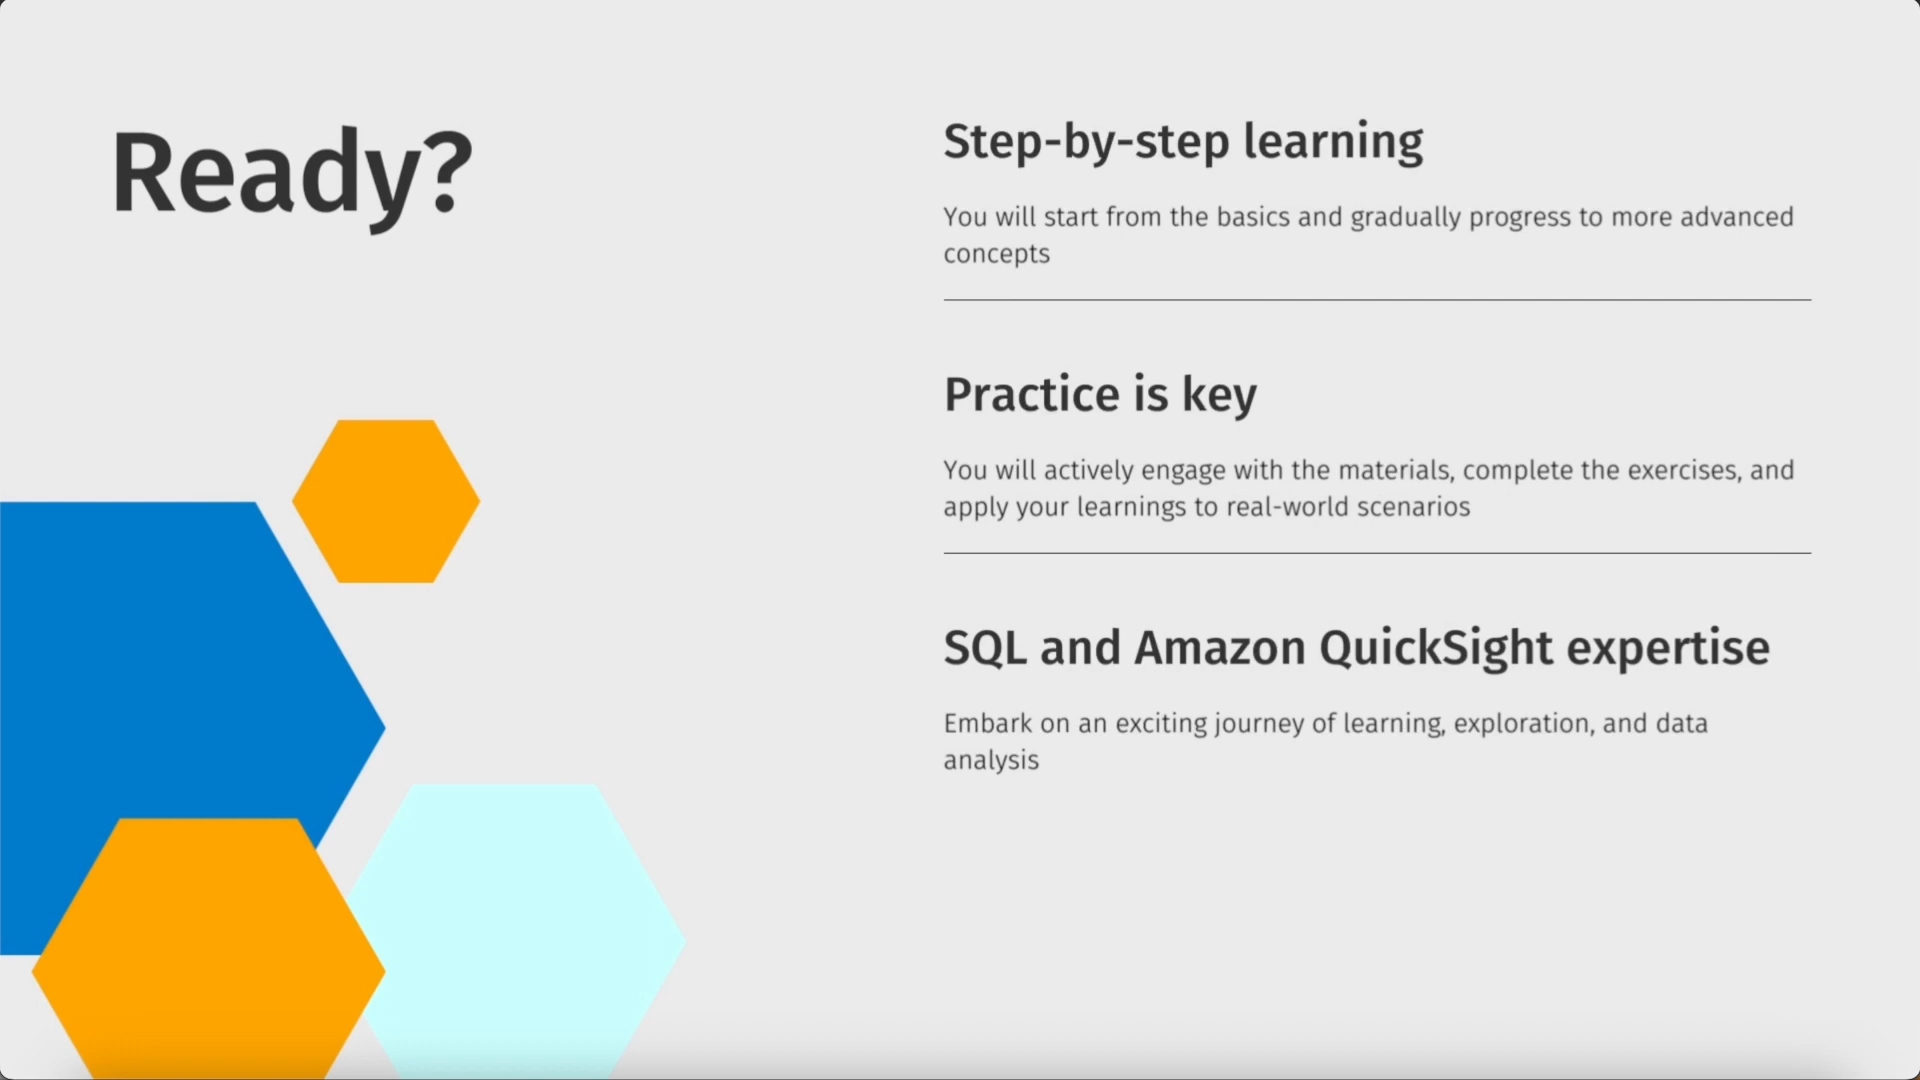 Ready?
Step-by-step learning
You will start from the basics and gradually progress to more advanced
concepts
Practice is key
You will actively engage with the materials, complete the exercises, and
apply your learnings to real-world scenarios
SQL and Amazon QuickSight expertise
Embark on an exciting journey of learning, exploration, and data
analysis